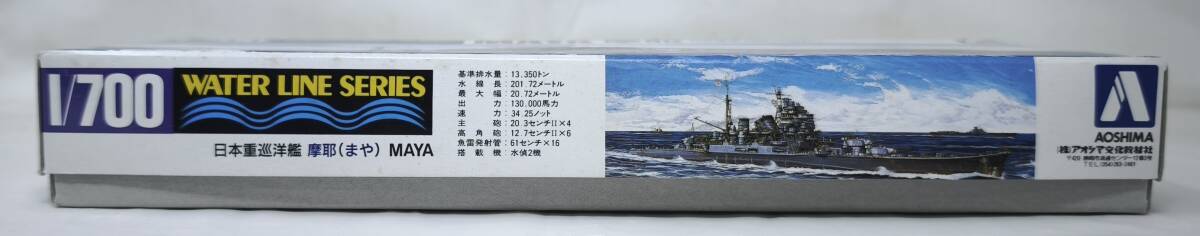 1/700
WATER LINE SERIES
日本重巡洋艦 摩耶(まや) MAYA
基準排水量：13,350トン
水線長：201.72メートル
最大幅：20.72メートル
出力：130,000馬力
速力：34.25ノット
主砲：20.3センチII×4
高角砲：12.7センチII×6
魚雷発射管：61センチ×16
搭載機：水偵2機
AOSHIMA
(株)アオシマ文化教材社
TEL